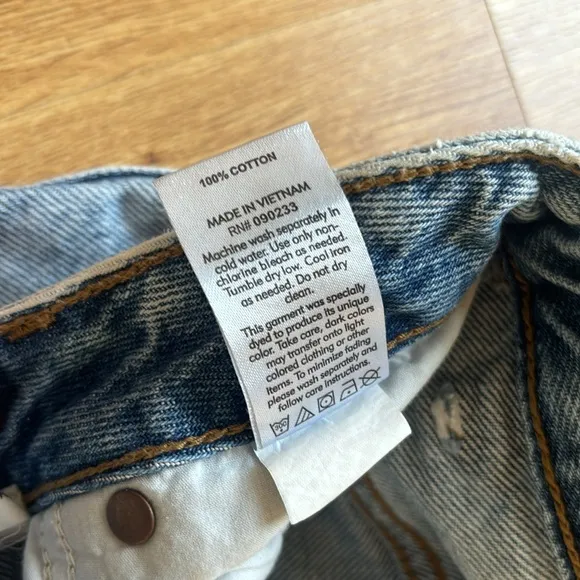 100% COTTON
MADE IN VIETNAM
RN# 090233
Machine wash separately in
cold water. Use only non-
chlorine bleach as needed.
Tumble dry low. Cool iron
as needed. Do not dry
clean.
This garment was specially
dyed to produce its unique
color. Take care, dark colors
may transfer onto light
colored clothing or other
items. To minimize fading
please wash separately and
follow care instructions.